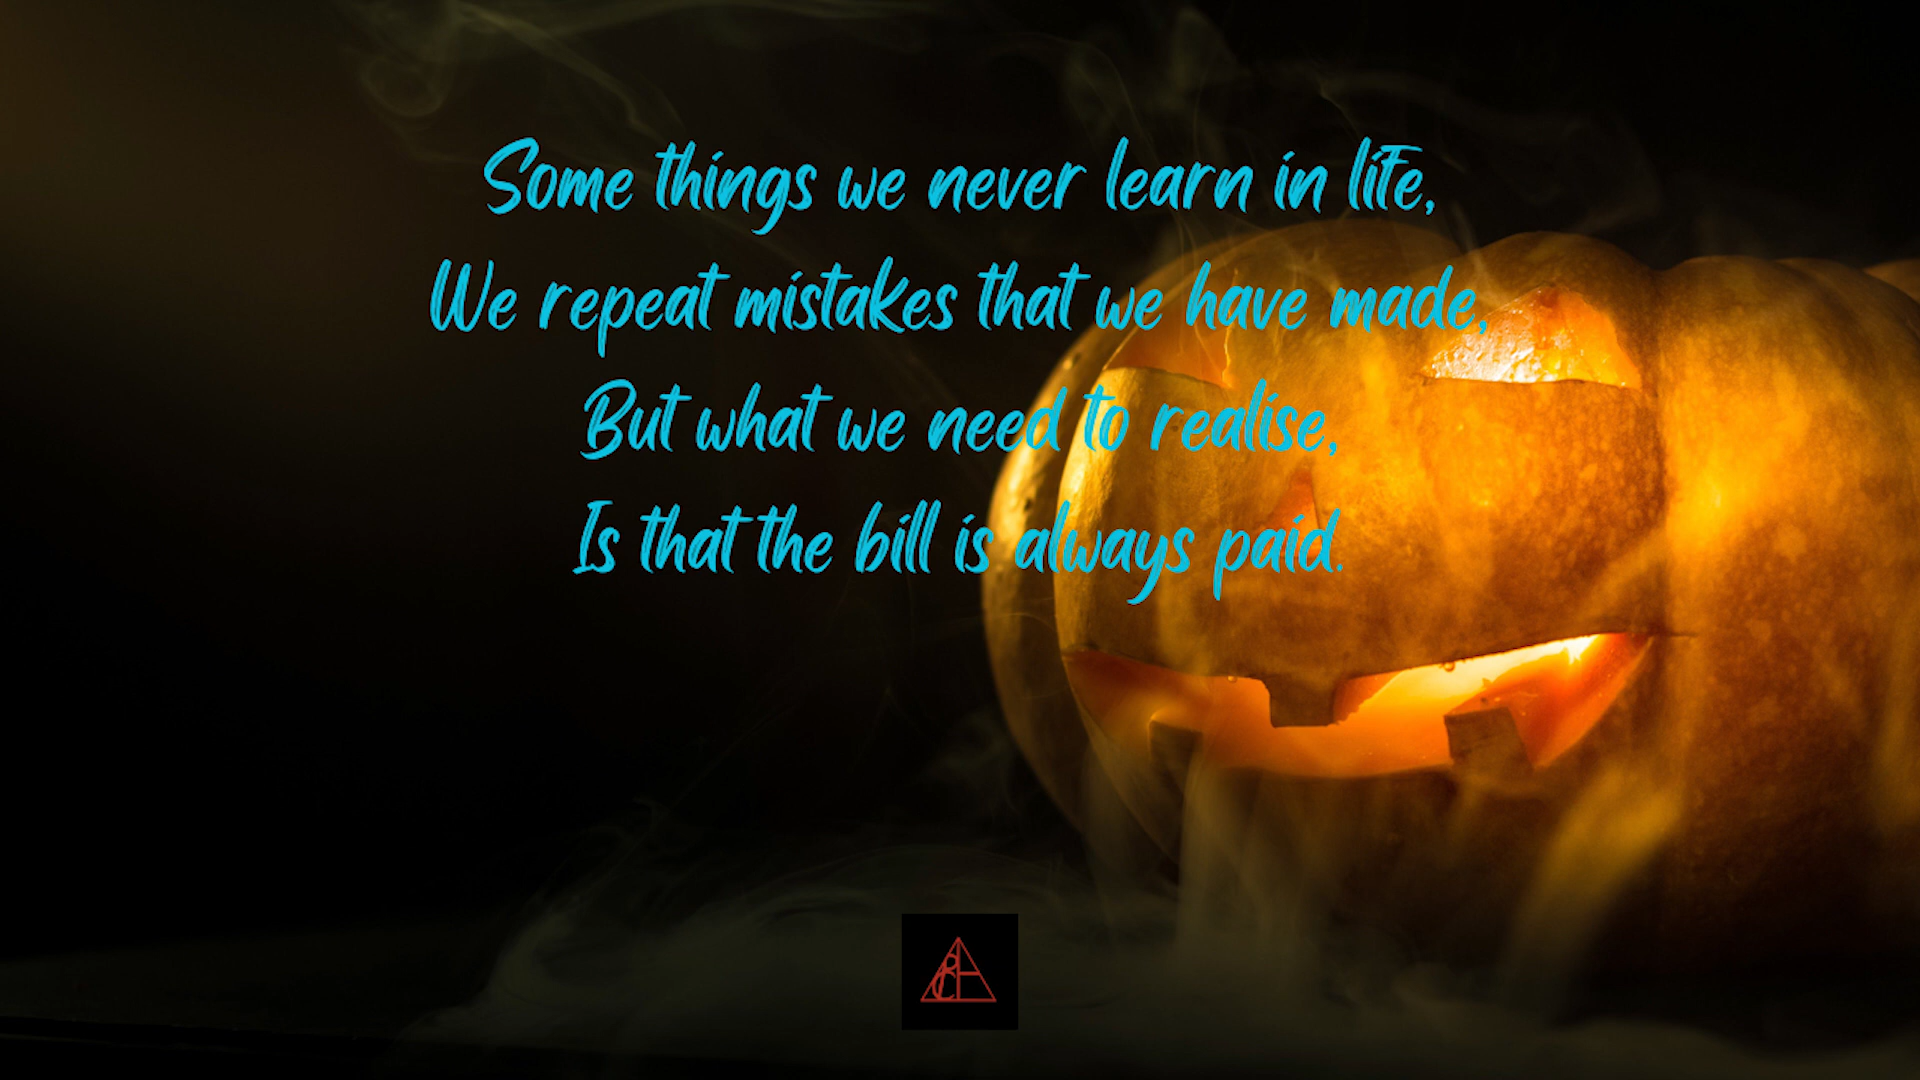 Some things we never learn in life,
We repeat mistakes that we have made,
But what we need to realise,
Is that the bill is always paid.